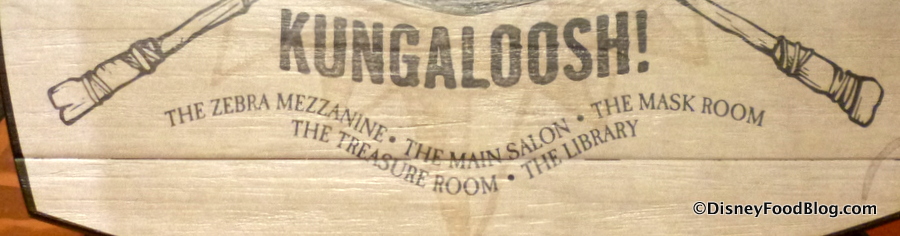 KUNGALOOSH!
THE ZEBRA MEZZANINE • THE MAIN SALON • THE MASK ROOM
THE TREASURE ROOM • THE LIBRARY
©DisneyFoodBlog.com